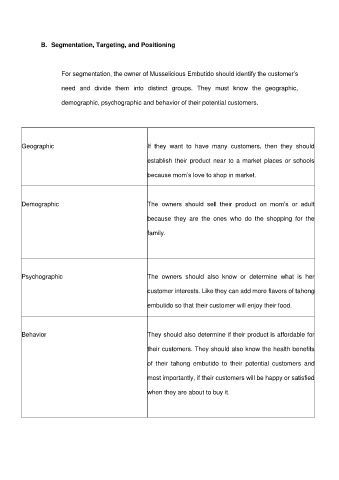 B. Segmentation, Targeting, and Positioning
For segmentation, the owner of Musselicious Embutido should identify the customer's
need and divide them into distinct groups. They must know the geographic,
demographic, psychographic and behavior of their potential customers.
Geographic
If they want to have many customers, then they should
establish their product near to a market places or schools
because mom's love to shop in market.
Demographic
The owners should sell their product on mom's or adult
because they are the ones who do the shopping for the
family.
Psychographic
The owners should also know or determine what is her
customer interests. Like they can add more flavors of tahong
embutido so that their customer will enjoy their food.
Behavior
They should also determine if their product is affordable for
their customers. They should also know the health benefits
of their tahong embutido to their potential customers and
most importantly, if their customers will be happy or satisfied
when they are about to buy it.